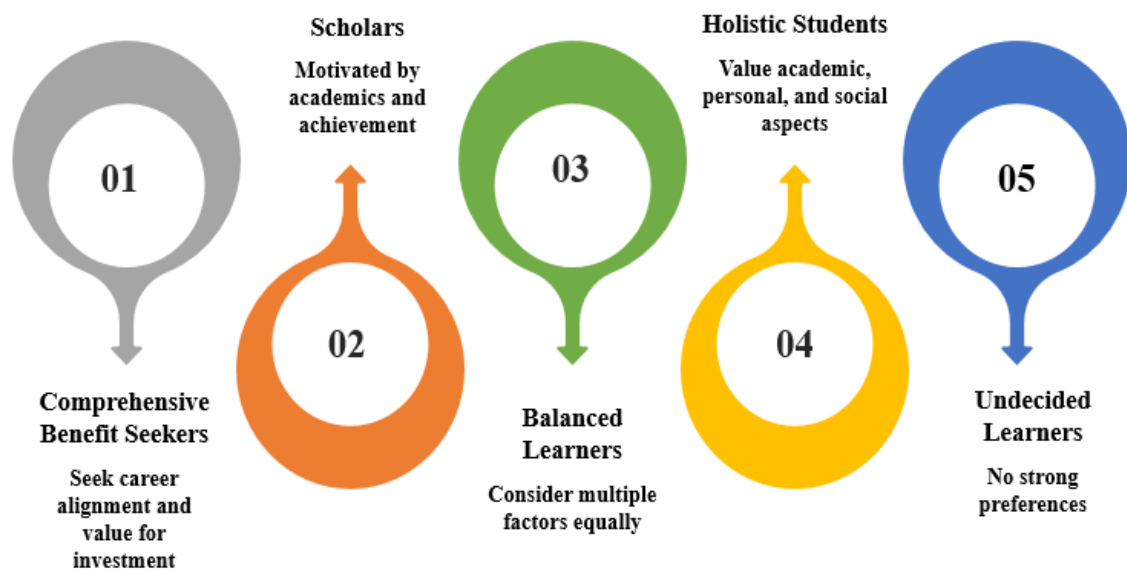 01
Comprehensive
Benefit Seekers
Seek career
alignment and
value for
investment
Scholars
Motivated by
academics and
achievement
02
03
Balanced
Learners
Consider multiple
factors equally
Holistic Students
Value academic,
personal, and social
aspects
04
05
Undecided
Learners
No strong
preferences